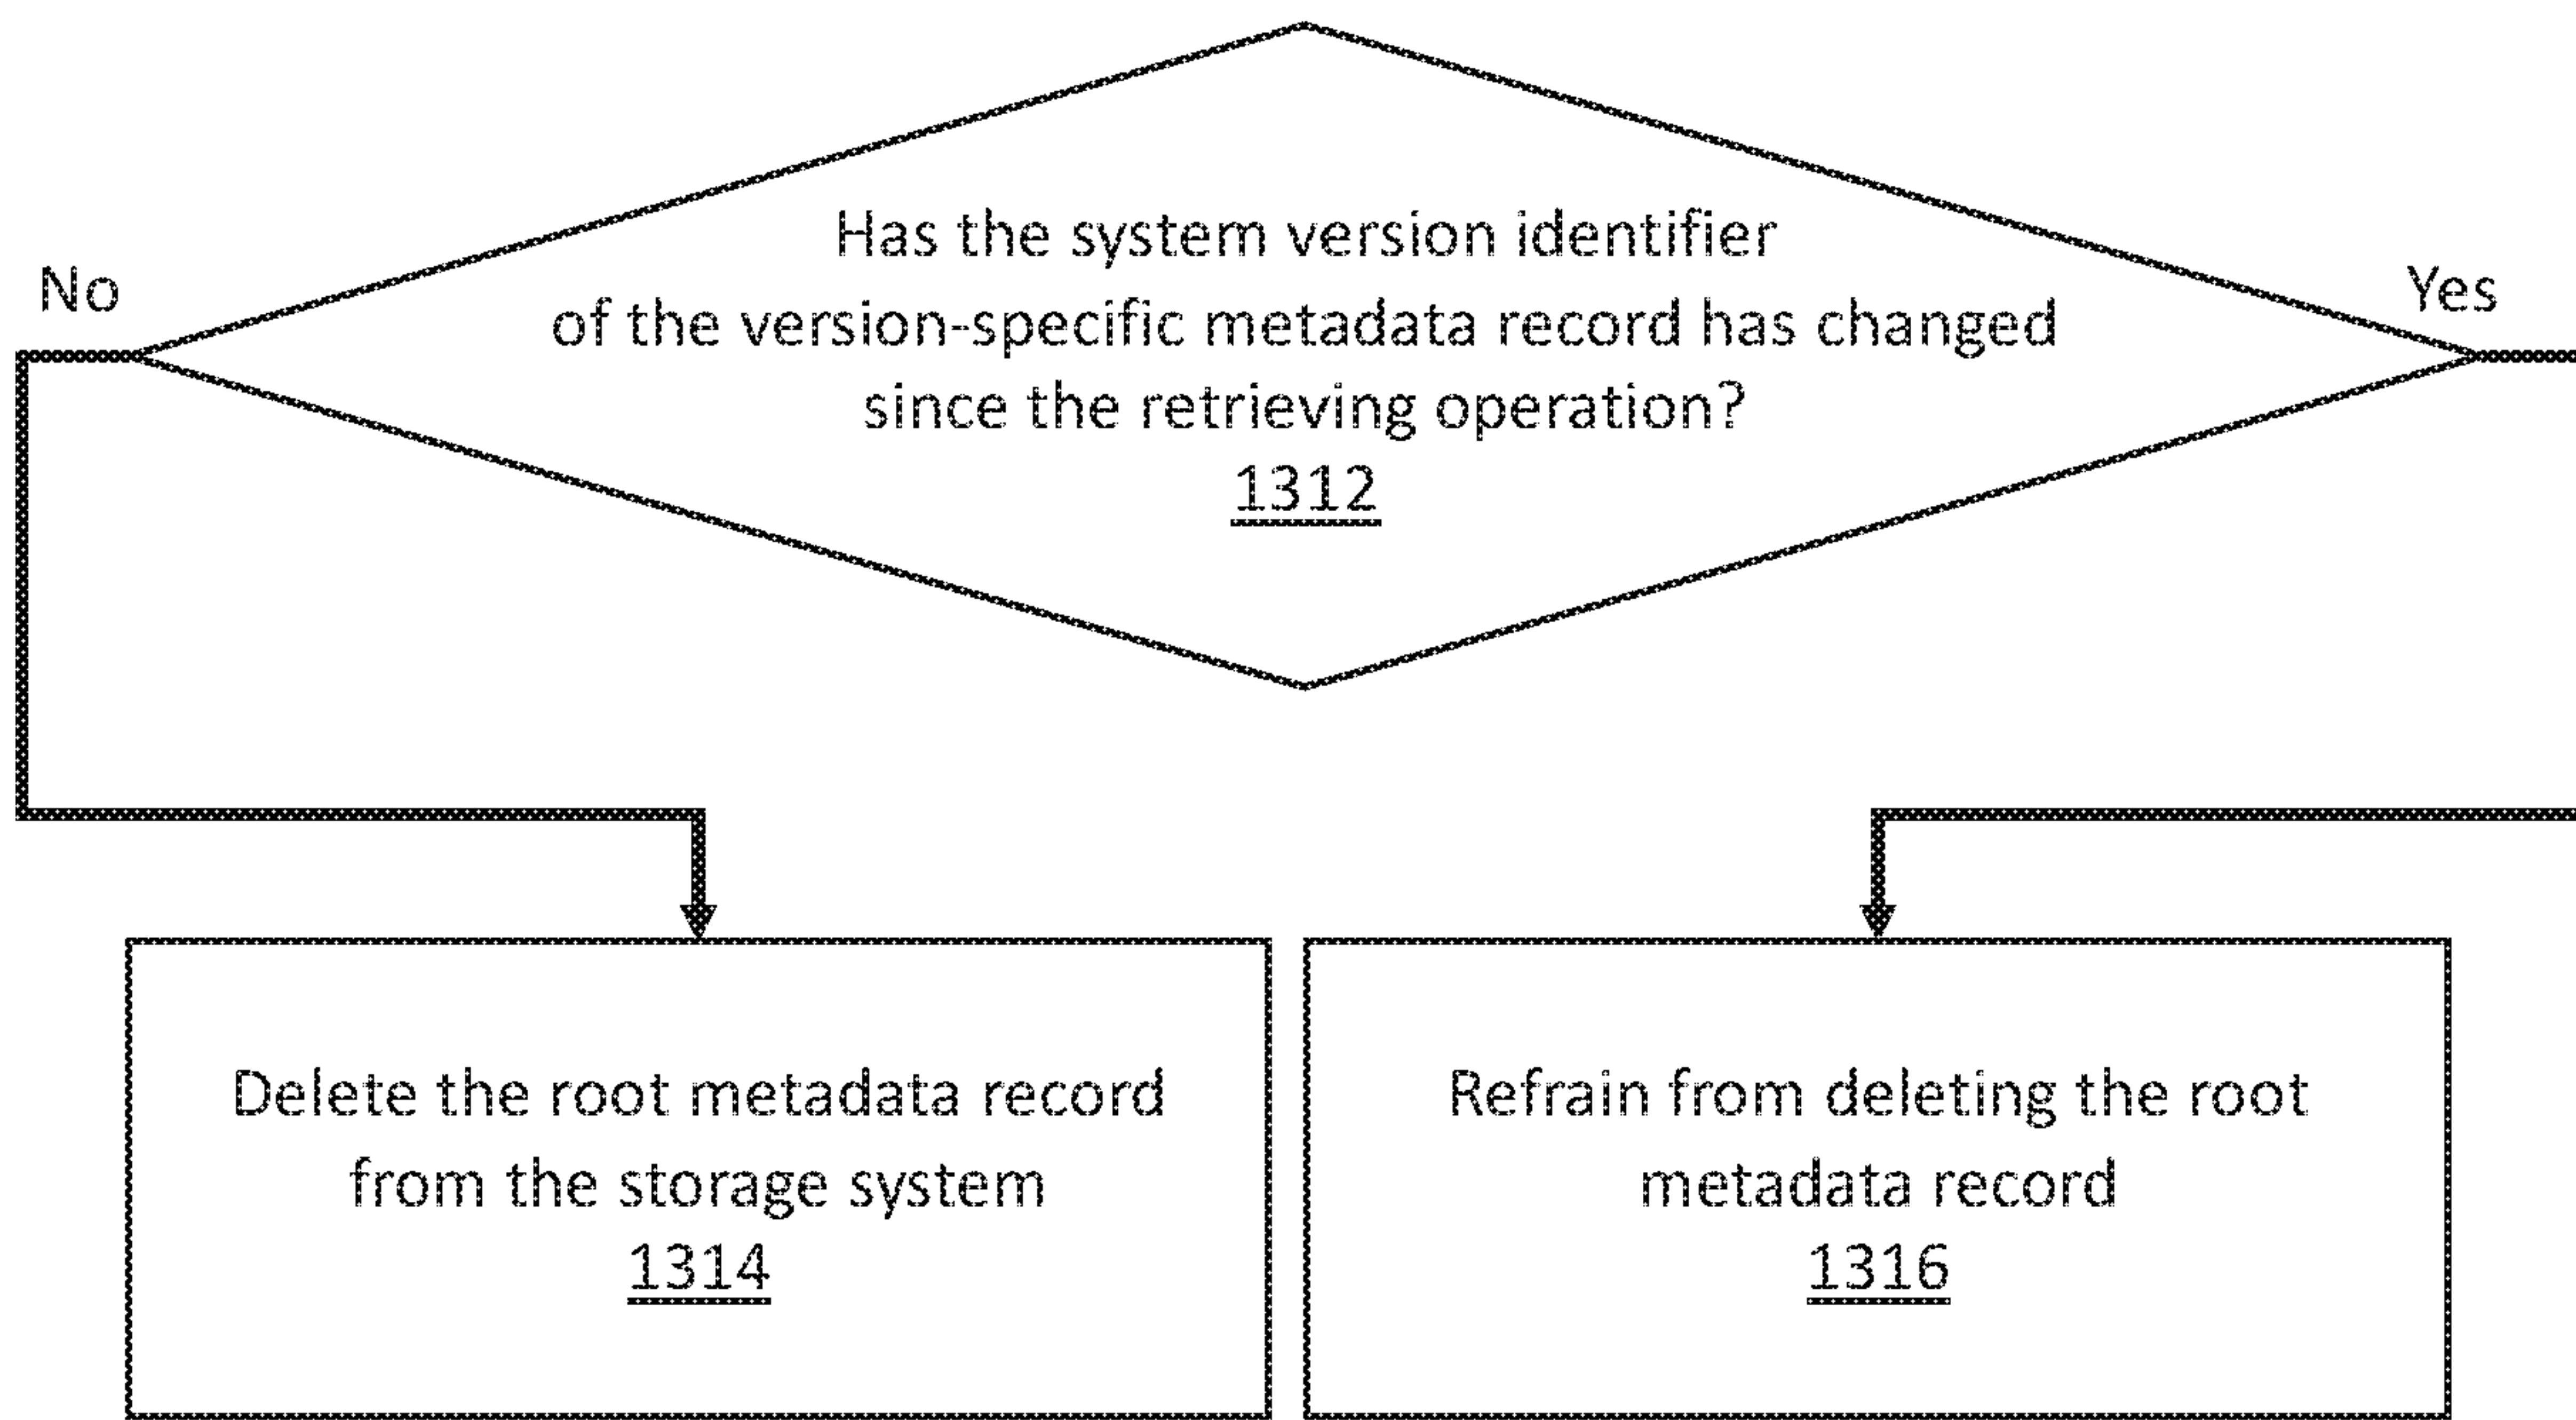 Has the system version identifier
No
Yes
of the version-specific metadata record has changed
since the retrieving operation?
1312
Delete the root metadata record
from the storage system
1314
Refrain from deleting the root
metadata record
1316